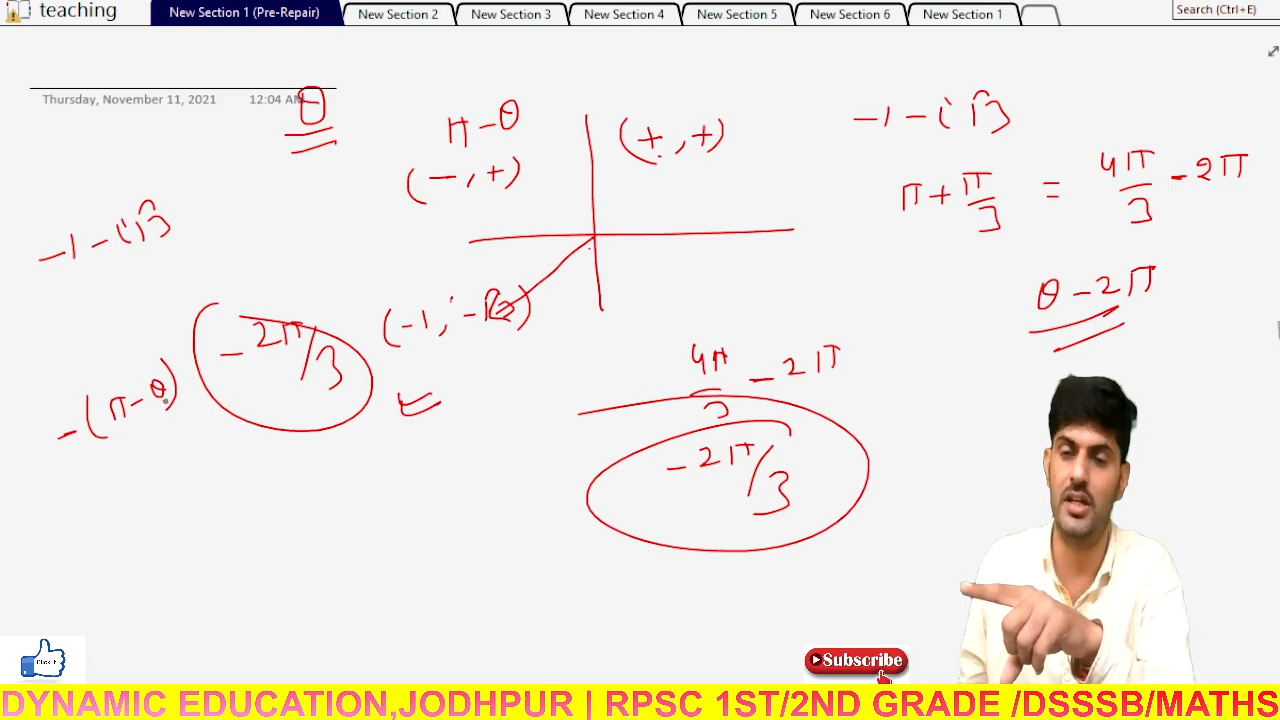 teaching
New Section 1 (Pre-Repair) New Section 2 New Section 3 New Section 4 New Section 5 New Section 6 New Section 1
Search (Ctrl+E)
Thursday, November 11, 2021 12:04 AM
θ
π-θ
(-,+)
(+,+)
-1-i√3
π+π/3 = 4π/3-2π
θ-2π
-1-i√3
-2π/3
-(π-θ)
(-1,-√3)
4π/3-2π
-2π/3
Subscribe
DYNAMIC EDUCATION,JODHPUR | RPSC 1ST/2ND GRADE /DSSSB/MATHS